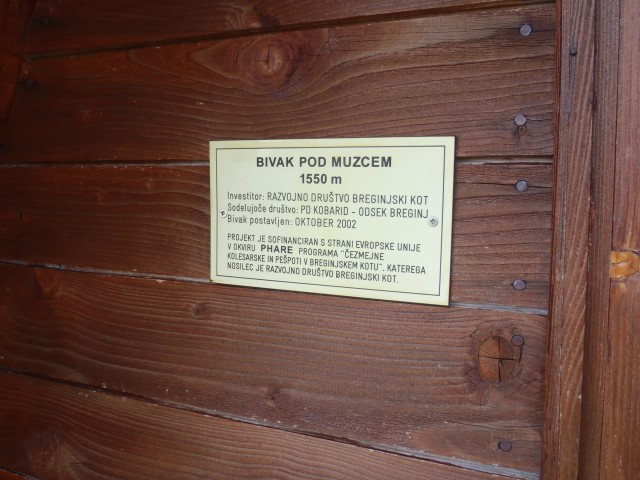 BIVAK POD MUZCEM
1550 m
Investitor: RAZVOJNO DRUŠTVO BREGINJSKI KOT
Sodelujoče društvo: PD KOBARID - ODSEK BREGINJ
Bivak postavljen: OKTOBER 2002
PROJEKT JE SOFINANCIRAN S STRANI EVROPSKE UNIJE
V OKVIRU PHARE PROGRAMA "ČEZMEJNE
KOLESARSKE IN PEŠPOTI V BREGINJSKEM KOTU". KATEREGA
NOSILEC JE RAZVOJNO DRUŠTVO BREGINJSKI KOT.